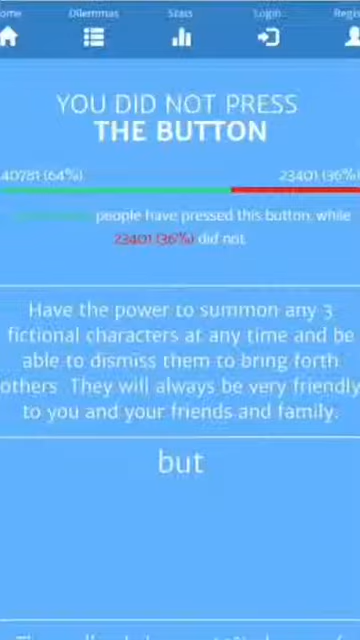 Dilemmas Stats Login
YOU DID NOT PRESS
THE BUTTON
40781 (64%) 23401 (36%)
people have pressed this button, while
23401 (36%) did not
Have the power to summon any 3
fictional characters at any time and be
able to dismiss them to bring forth
others They will always be very friendly
to you and your friends and family.
but